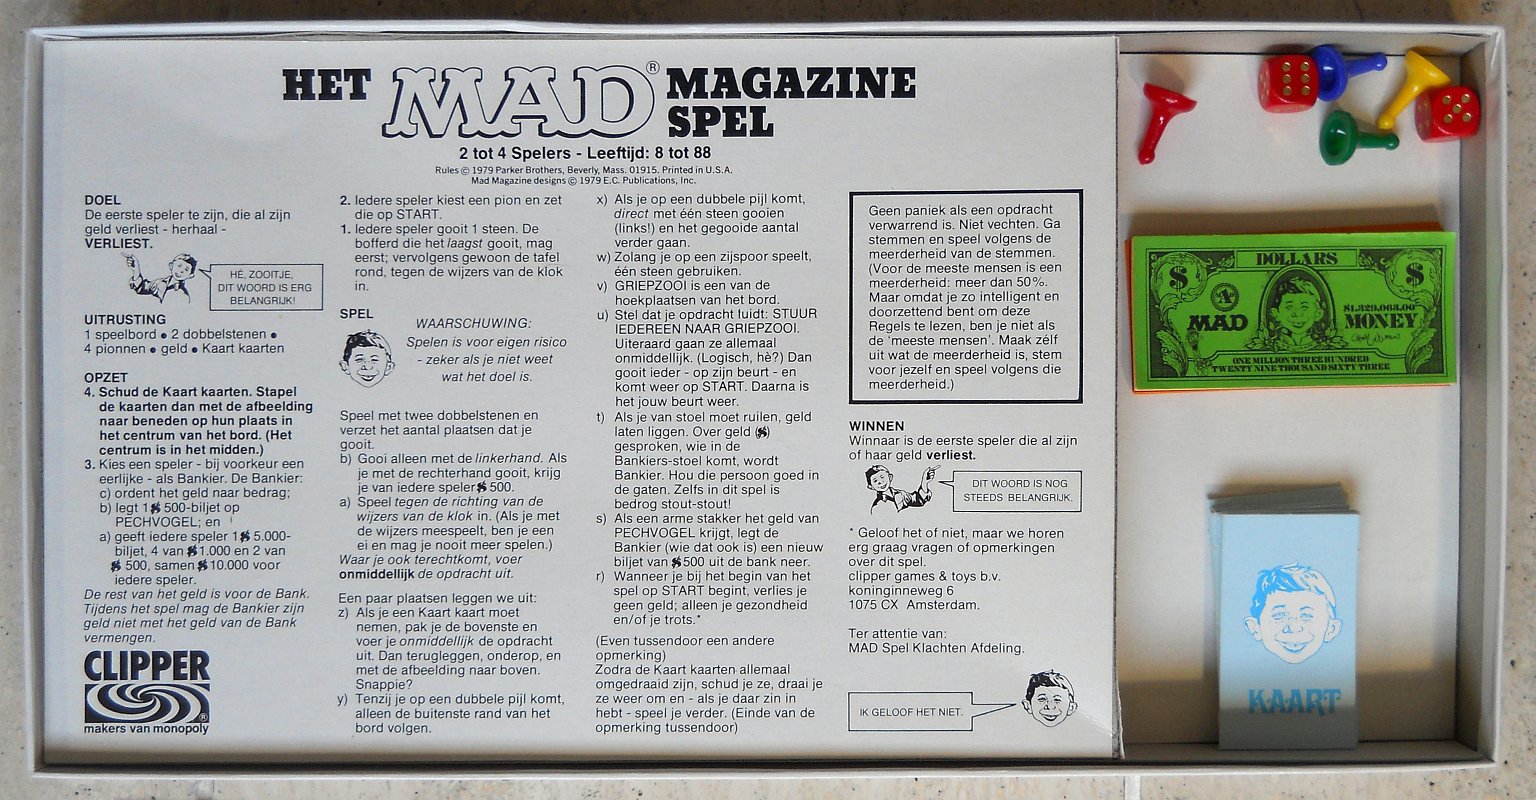 HET MAD® MAGAZINE
SPEL
2 tot 4 Spelers - Leeftijd: 8 tot 88
Rules © 1979 Parker Brothers, Beverly, Mass. 01915. Printed in U.S.A.
Mad Magazine designs © 1979 E.C. Publications, Inc.
DOEL
De eerste speler te zijn, die al zijn
geld verliest - herhaal -
VERLIEST.
HÉ, ZOOITJE,
DIT WOORD IS ERG
BELANGRIJK!
UITRUSTING
1 speelbord ● 2 dobbelstenen ●
4 pionnen ● geld ● Kaart kaarten
OPZET
4. Schud de Kaart kaarten. Stapel
de kaarten dan met de afbeelding
naar beneden op hun plaats in
het centrum van het bord. (Het
centrum is in het midden.)
3. Kies een speler - bij voorkeur een
eerlijke - als Bankier. De Bankier:
c) ordent het geld naar bedrag;
b) legt 1 $ 500-biljet op
PECHVOGEL; en
a) geeft iedere speler 1 $ 5.000-
biljet, 4 van $ 1.000 en 2 van
$ 500, samen $ 10.000 voor
iedere speler.
De rest van het geld is voor de Bank.
Tijdens het spel mag de Bankier zijn
geld niet met het geld van de Bank
vermengen.
CLIPPER
®
makers van monopoly
2. Iedere speler kiest een pion en zet
die op START.
1. Iedere speler gooit 1 steen. De
bofferd die het laagst gooit, mag
eerst; vervolgens gewoon de tafel
rond, tegen de wijzers van de klok
in.
SPEL
WAARSCHUWING:
Spelen is voor eigen risico
- zeker als je niet weet
wat het doel is.
Speel met twee dobbelstenen en
verzet het aantal plaatsen dat je
gooit.
b) Gooi alleen met de linkerhand. Als
je met de rechterhand gooit, krijg
je van iedere speler $ 500.
a) Speel tegen de richting van de
wijzers van de klok in. (Als je met
de wijzers meespeelt, ben je een
ei en mag je nooit meer spelen.)
Waar je ook terechtkomt, voer
onmiddellijk de opdracht uit.
Een paar plaatsen leggen we uit:
z) Als je een Kaart kaart moet
nemen, pak je de bovenste en
voer je onmiddellijk de opdracht
uit. Dan terugleggen, onderop, en
met de afbeelding naar boven.
Snappie?
y) Tenzij je op een dubbele pijl komt,
alleen de buitenste rand van het
bord volgen.
x) Als je op een dubbele pijl komt,
direct met één steen gooien
(links!) en het gegooide aantal
verder gaan.
w) Zolang je op een zijspoor speelt,
één steen gebruiken.
v) GRIEPZOOI is een van de
hoekplaatsen van het bord.
u) Stel dat je opdracht luidt: STUUR
IEDEREEN NAAR GRIEPZOOI.
Uiteraard gaan ze allemaal
onmiddellijk. (Logisch, hè?) Dan
gooit ieder - op zijn beurt - en
komt weer op START. Daarna is
het jouw beurt weer.
t) Als je van stoel moet ruilen, geld
laten liggen. Over geld ($)
gesproken, wie in de
Bankiers-stoel komt, wordt
Bankier. Hou die persoon goed in
de gaten. Zelfs in dit spel is
bedrog stout-stout!
s) Als een arme stakker het geld van
PECHVOGEL krijgt, legt de
Bankier (wie dat ook is) een nieuw
biljet van $ 500 uit de bank neer.
r) Wanneer je bij het begin van het
spel op START begint, verlies je
geen geld; alleen je gezondheid
en/of je trots.*
(Even tussendoor een andere
opmerking)
Zodra de Kaart kaarten allemaal
omgedraaid zijn, schud je ze, draai je
ze weer om en - als je daar zin in
hebt - speel je verder. (Einde van de
opmerking tussendoor)
Geen paniek als een opdracht
verwarrend is. Niet vechten. Ga
stemmen en speel volgens de
meerderheid van de stemmen.
(Voor de meeste mensen is een
meerderheid: meer dan 50%.
Maar omdat je zo intelligent en
doorzettend bent om deze
Regels te lezen, ben je niet als
de 'meeste mensen'. Maak zélf
uit wat de meerderheid is, stem
voor jezelf en speel volgens die
meerderheid.)
WINNEN
Winnaar is de eerste speler die al zijn
of haar geld verliest.
DIT WOORD IS NOG
STEEDS BELANGRIJK.
* Geloof het of niet, maar we horen
erg graag vragen of opmerkingen
over dit spel.
clipper games & toys b.v.
koninginneweg 6
1075 CX Amsterdam.
Ter attentie van:
MAD Spel Klachten Afdeling.
IK GELOOF HET NIET.
$ DOLLARS $
MAD
$1,329,063.00
MONEY
ONE MILLION THREE HUNDRED
TWENTY NINE THOUSAND SIXTY THREE
KAART